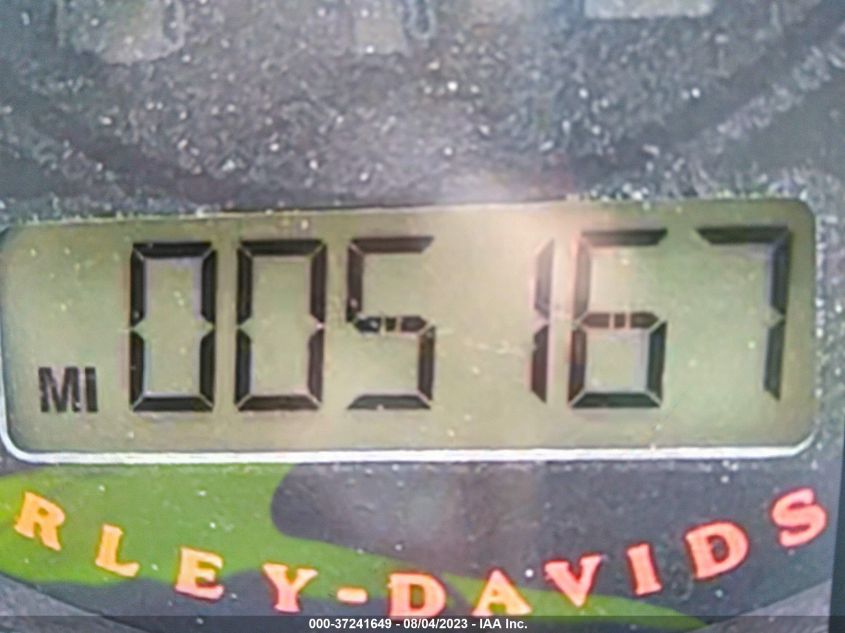 MI 005167
RLEY-DAVIDS
000-37241649 - 08/04/2023 - IAA Inc.